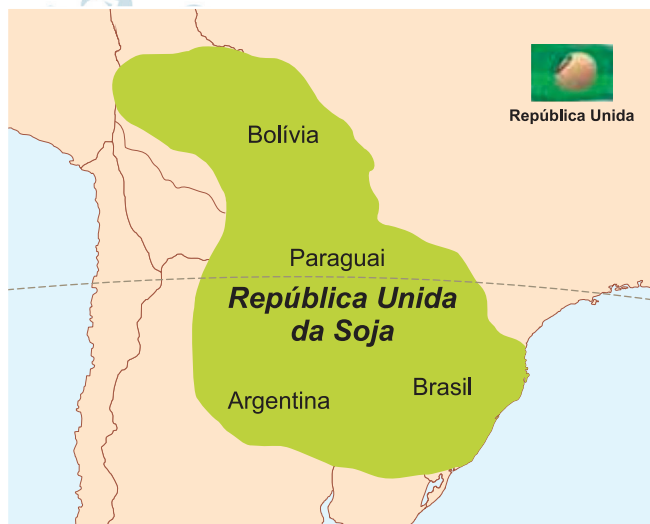 República Unida
Bolívia
Paraguai
República Unida
da Soja
Argentina
Brasil